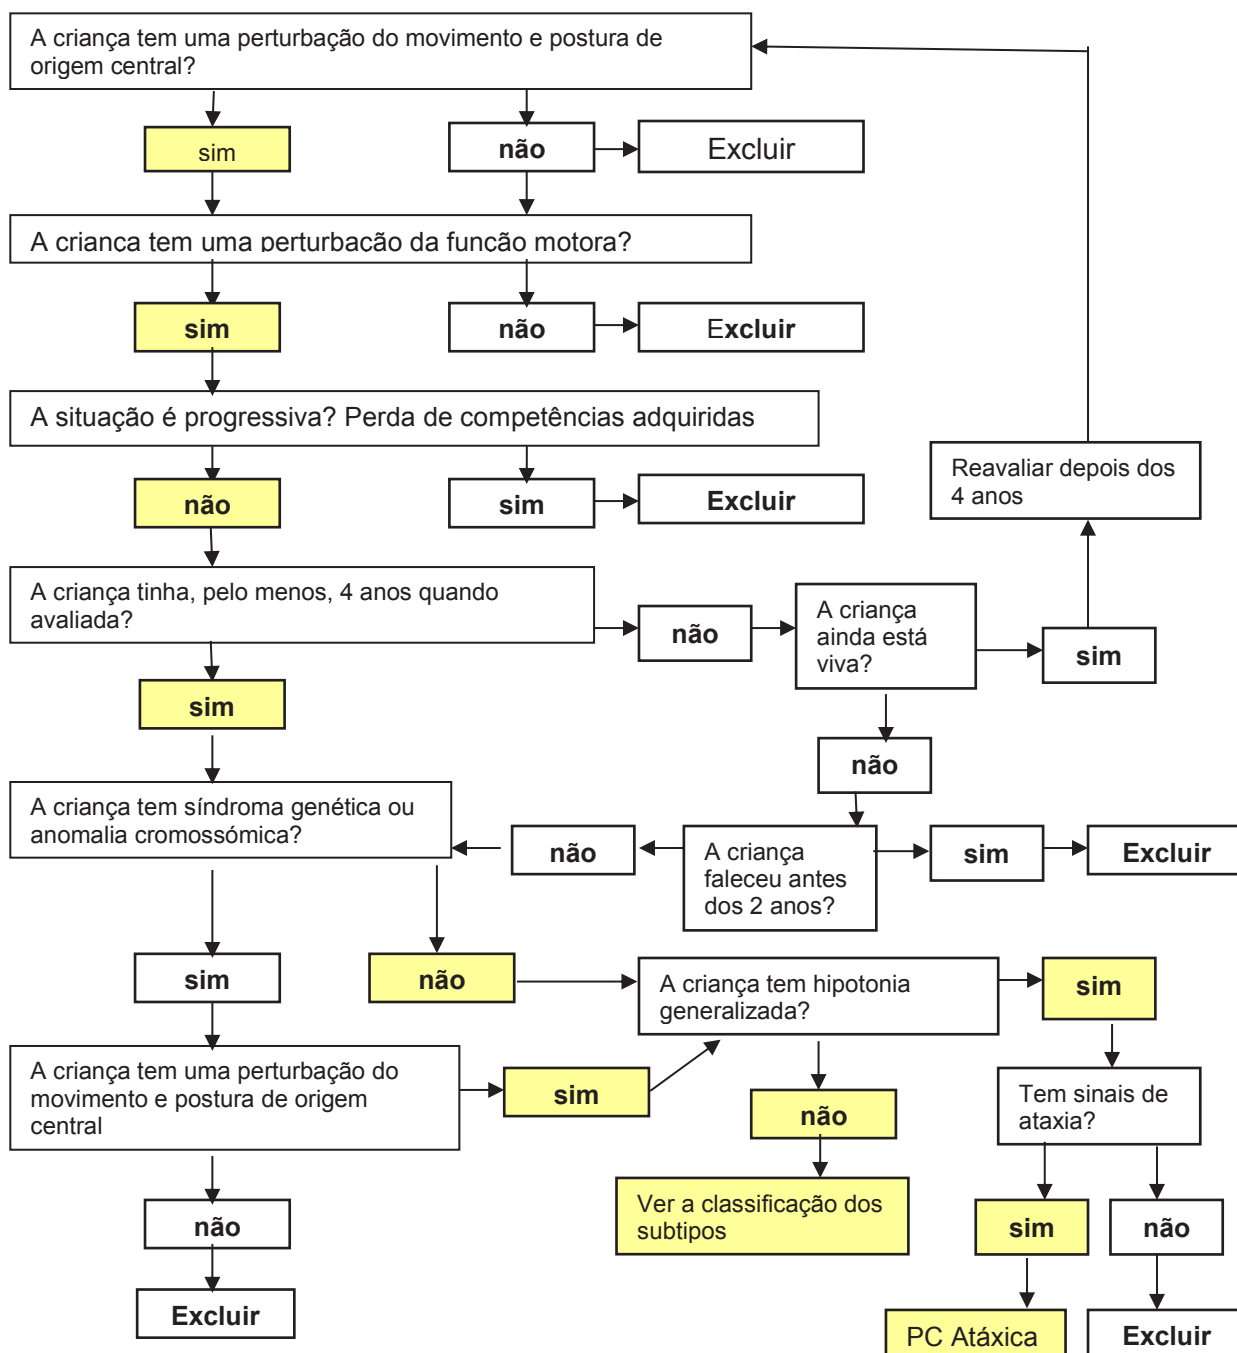 A criança tem uma perturbação do movimento e postura de
origem central?
sim
não
Excluir
A criança tem uma perturbação da função motora?
sim
não
Excluir
A situação é progressiva? Perda de competências adquiridas
não
sim
Excluir
Reavaliar depois dos
4 anos
A criança tinha, pelo menos, 4 anos quando
avaliada?
não
A criança
ainda está
viva?
sim
sim
não
A criança tem síndroma genética ou
anomalia cromossómica?
não
A criança
faleceu antes
dos 2 anos?
sim
Excluir
sim
não
A criança tem hipotonia
generalizada?
sim
A criança tem uma perturbação do
movimento e postura de origem
central
sim
não
Tem sinais de
ataxia?
não
Ver a classificação dos
subtipos
sim
não
Excluir
PC Atáxica
Excluir